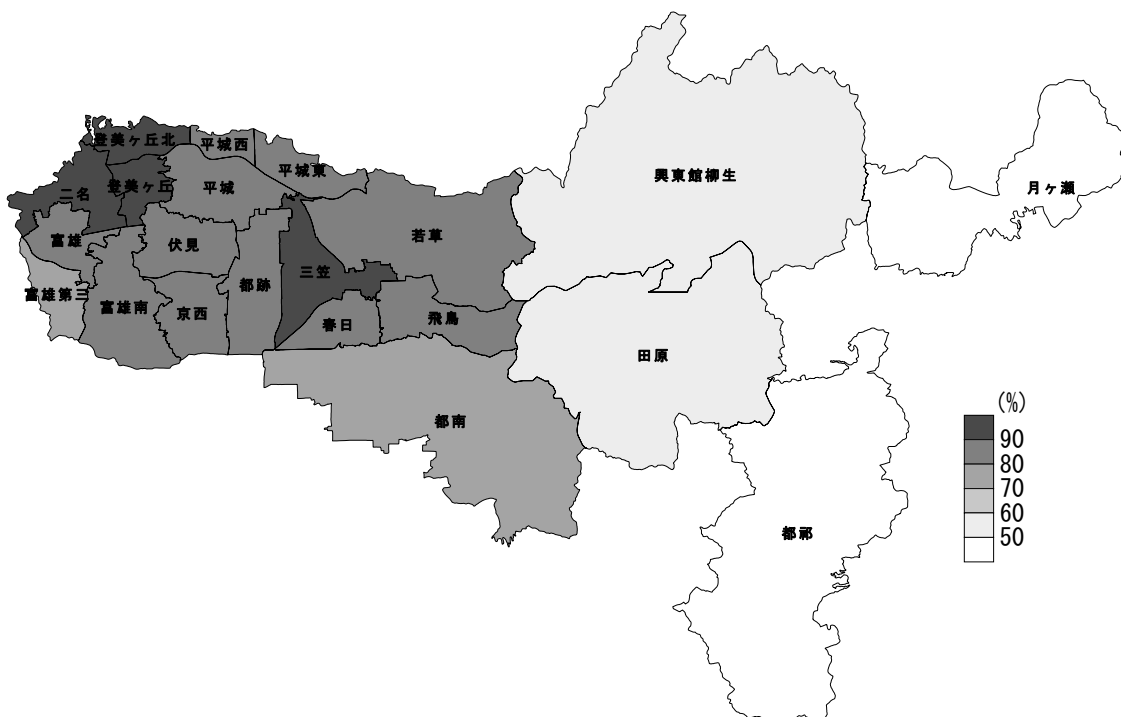 登美ヶ丘北
平城西
平城東
興東館柳生
月ヶ瀬
二名
登美ヶ丘
平城
富雄
伏見
若草
都跡
三笠
富雄第三
富雄南
京西
春日
飛鳥
田原
都南
都祁
(%)
90
80
70
60
50